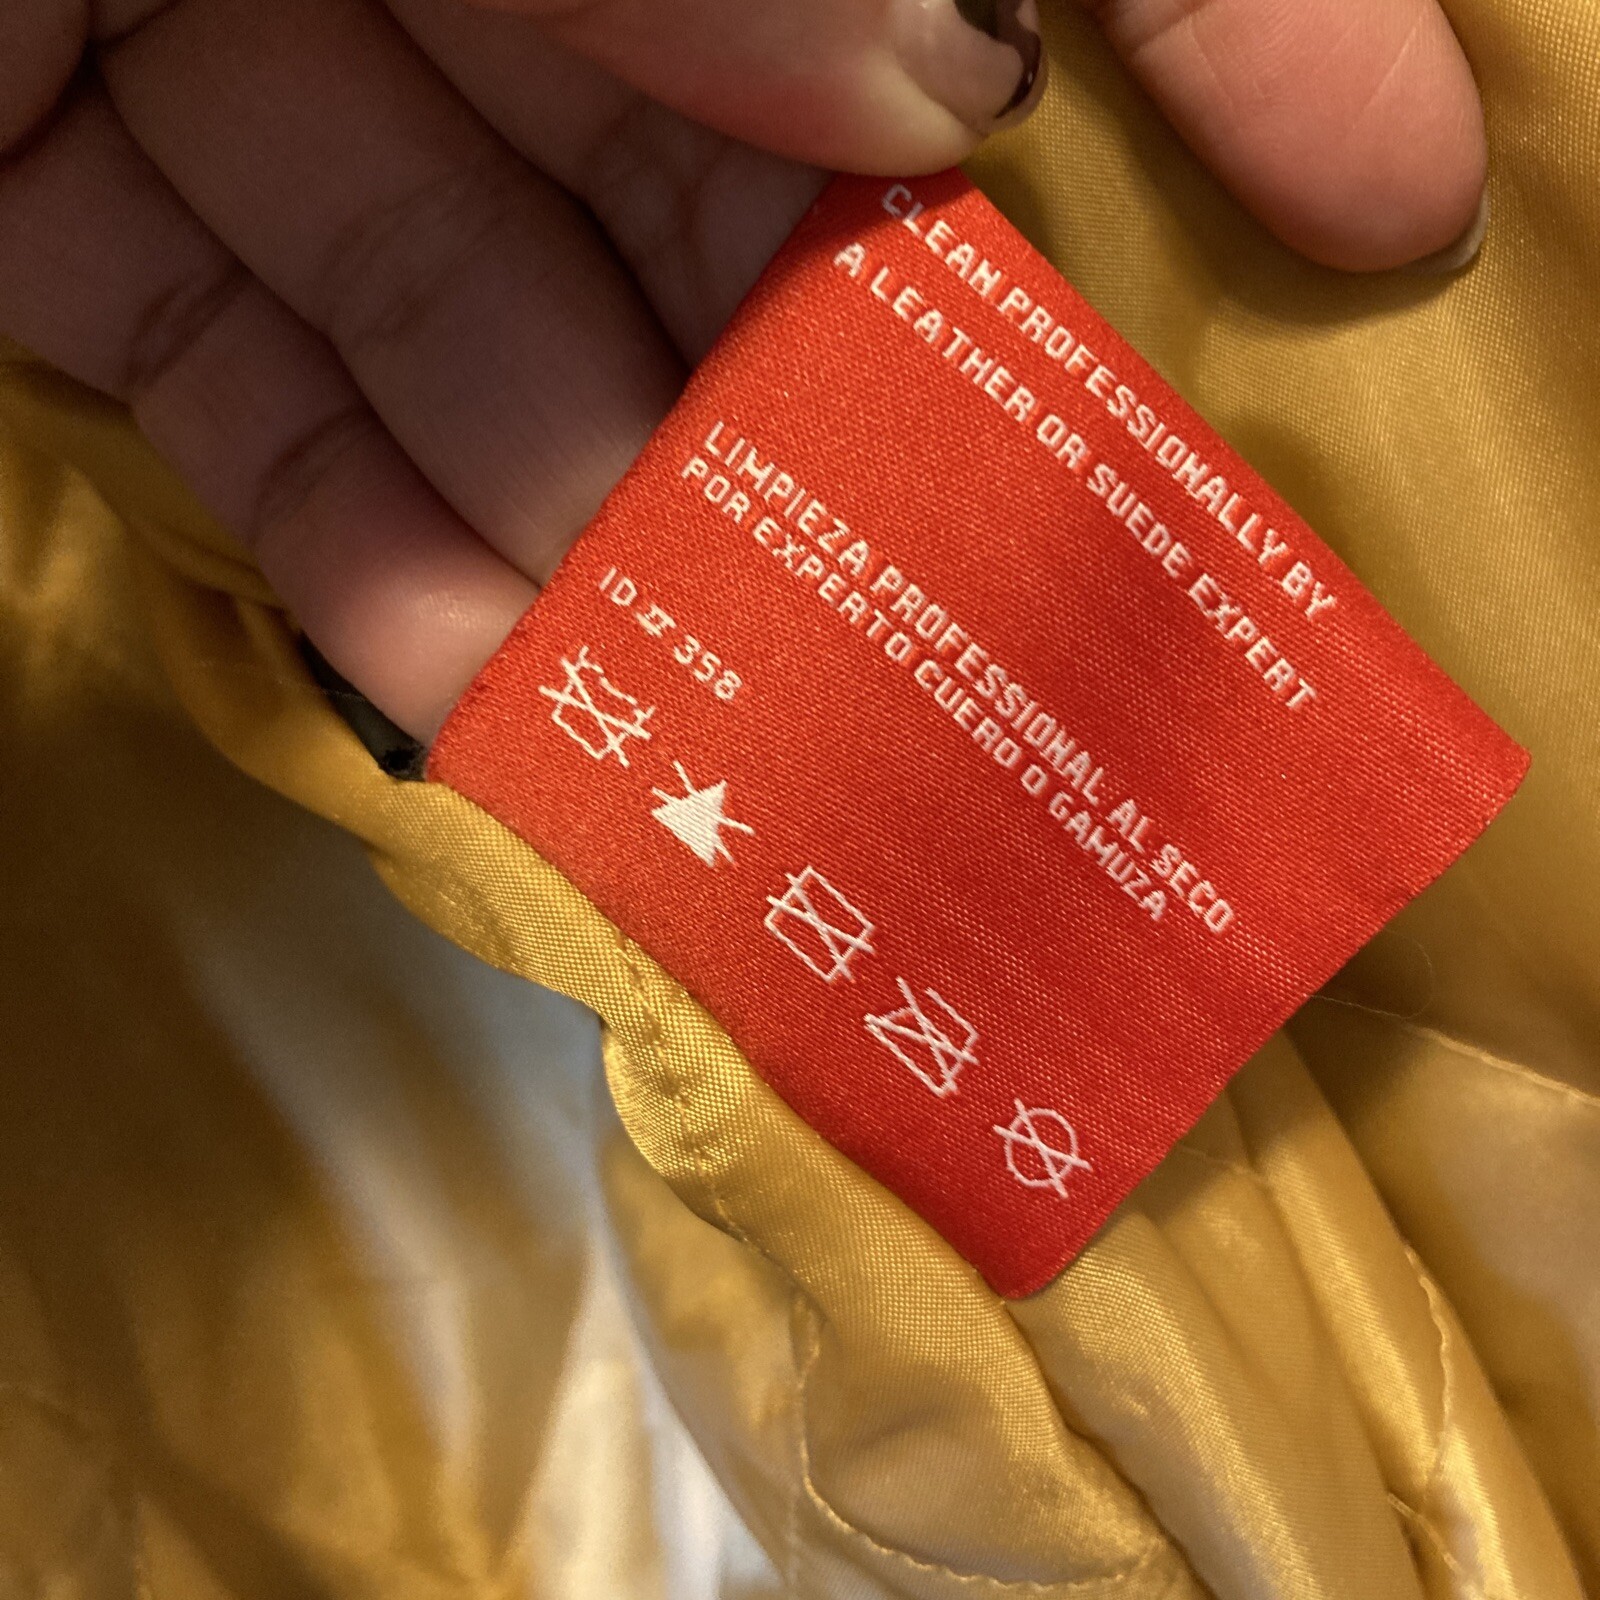 CLEAN PROFESSIONALLY BY
A LEATHER OR SUEDE EXPERT
LIMPIEZA PROFESSIONAL AL SECO
POR EXPERTO CUERO O GAMUZA
ID # 358